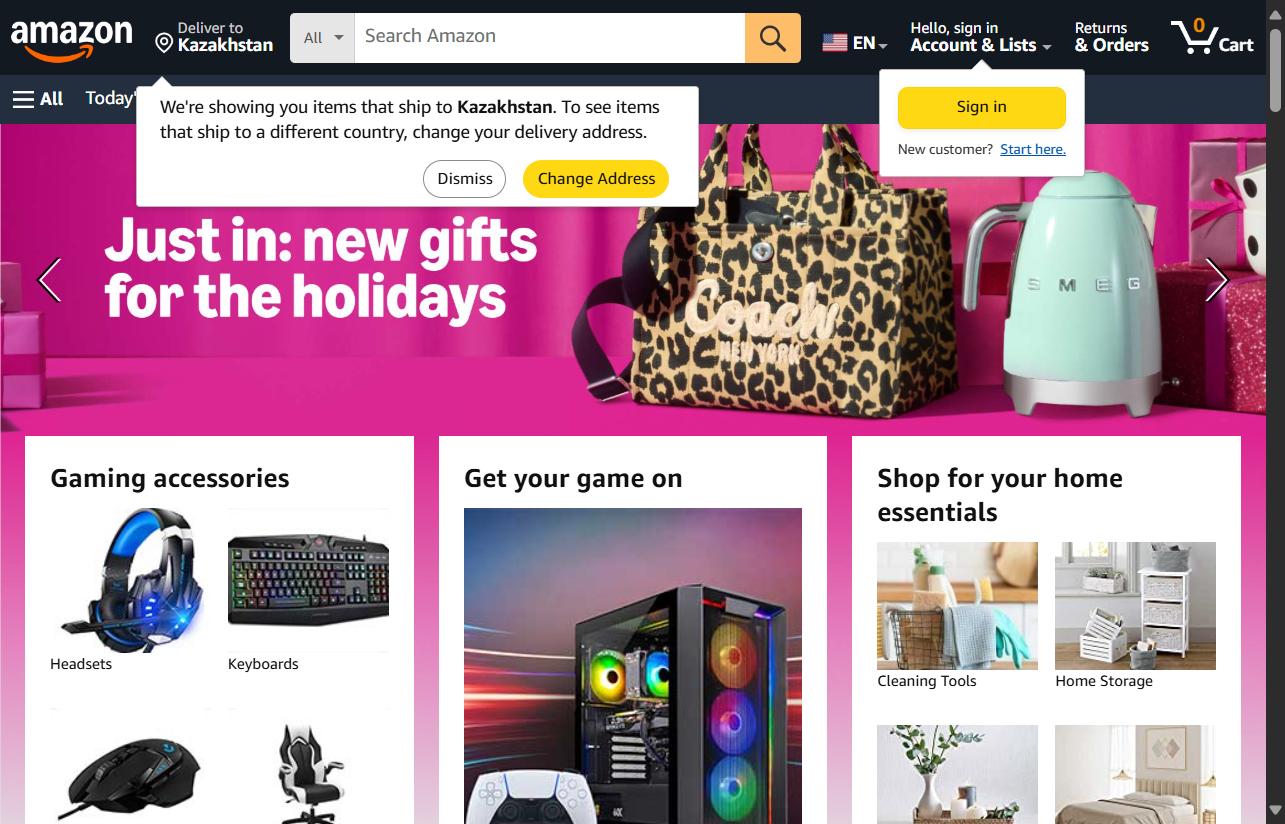 amazon
Deliver to
Kazakhstan
All
Search Amazon
EN
Hello, sign in
Account & Lists
Returns
& Orders
0
Cart
All
Today'
We're showing you items that ship to Kazakhstan. To see items
that ship to a different country, change your delivery address.
Dismiss
Change Address
Sign in
New customer? Start here.
Just in: new gifts
for the holidays
Coach
NEW YORK
SMEG
Gaming accessories
Headsets
Keyboards
Get your game on
Shop for your home
essentials
Cleaning Tools
Home Storage